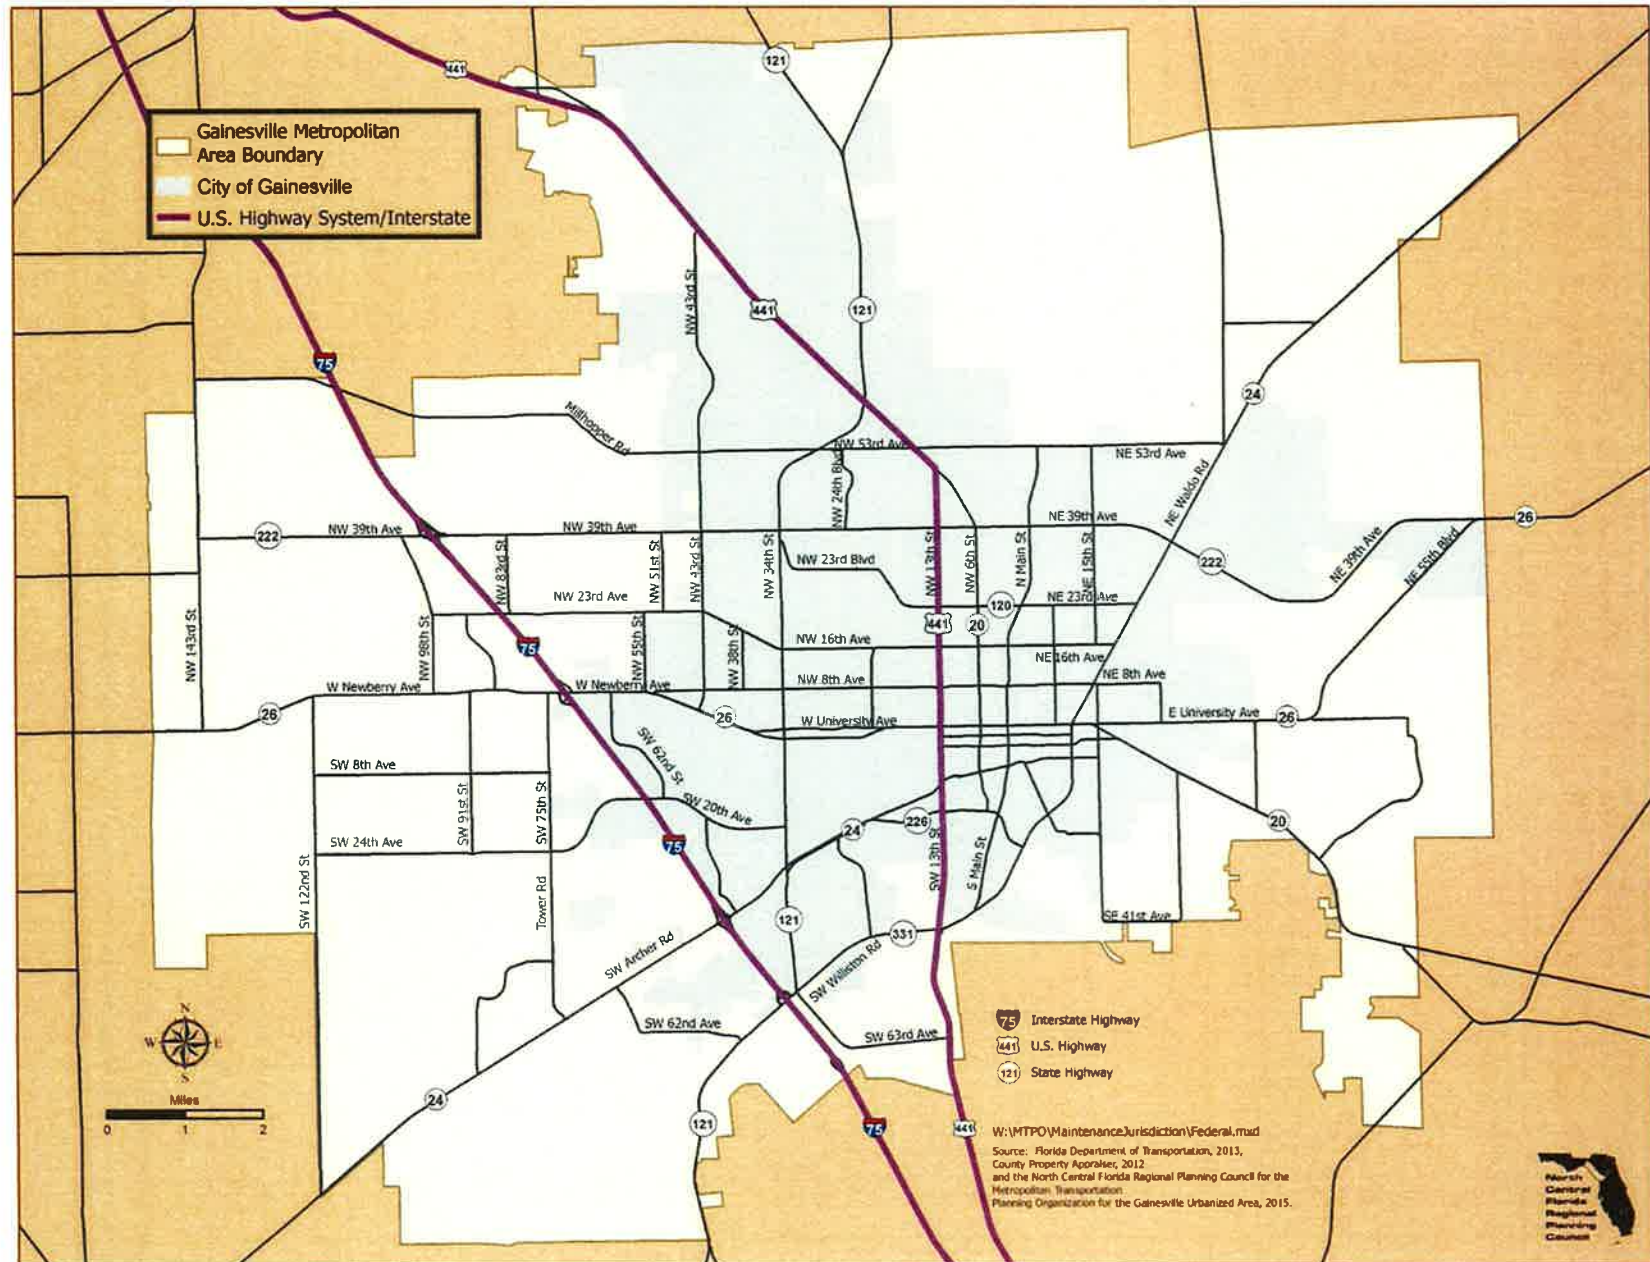 441
121
Gainesville Metropolitan
Area Boundary
City of Gainesville
U.S. Highway System/Interstate
NW 43rd St
441
121
75
24
Millhopper Rd
NW 53rd Ave
NE 53rd Ave
NW 24th Blvd
NE Waldo Rd
222
NW 39th Ave
NW 39th Ave
NE 39th Ave
26
NW 83rd St
NW 51st St
NW 43rd St
NW 34th St
NW 23rd Blvd
NW 13th St
NW 6th St
N Main St
NE 15th St
222
NE 39th Ave
NE 55th Blvd
NW 23rd Ave
120
NE 23rd Ave
NW 143rd St
NW 98th St
75
NW 55th St
NW 38th St
NW 16th Ave
441
20
NE 16th Ave
W Newberry Ave
W Newberry Ave
NW 8th Ave
NE 8th Ave
26
26
W University Ave
E University Ave
26
SW 8th Ave
SW 91st St
SW 75th St
SW 62nd St
SW 20th Ave
SW 24th Ave
75
24
226
20
SW 122nd St
Tower Rd
SW 13th St
S Main St
121
331
SE 41st Ave
SW Archer Rd
SW Williston Rd
SW 62nd Ave
SW 63rd Ave
N
W
E
S
Miles
0
1
2
24
121
75
441
75
Interstate Highway
441
U.S. Highway
121
State Highway
W:\MTPO\MaintenanceJurisdiction\Federal.mxd
Source: Florida Department of Transportation, 2013,
County Property Appraiser, 2012
and the North Central Florida Regional Planning Council for the
Metropolitan Transportation
Planning Organization for the Gainesville Urbanized Area, 2015.
North
Central
Florida
Regional
Planning
Council